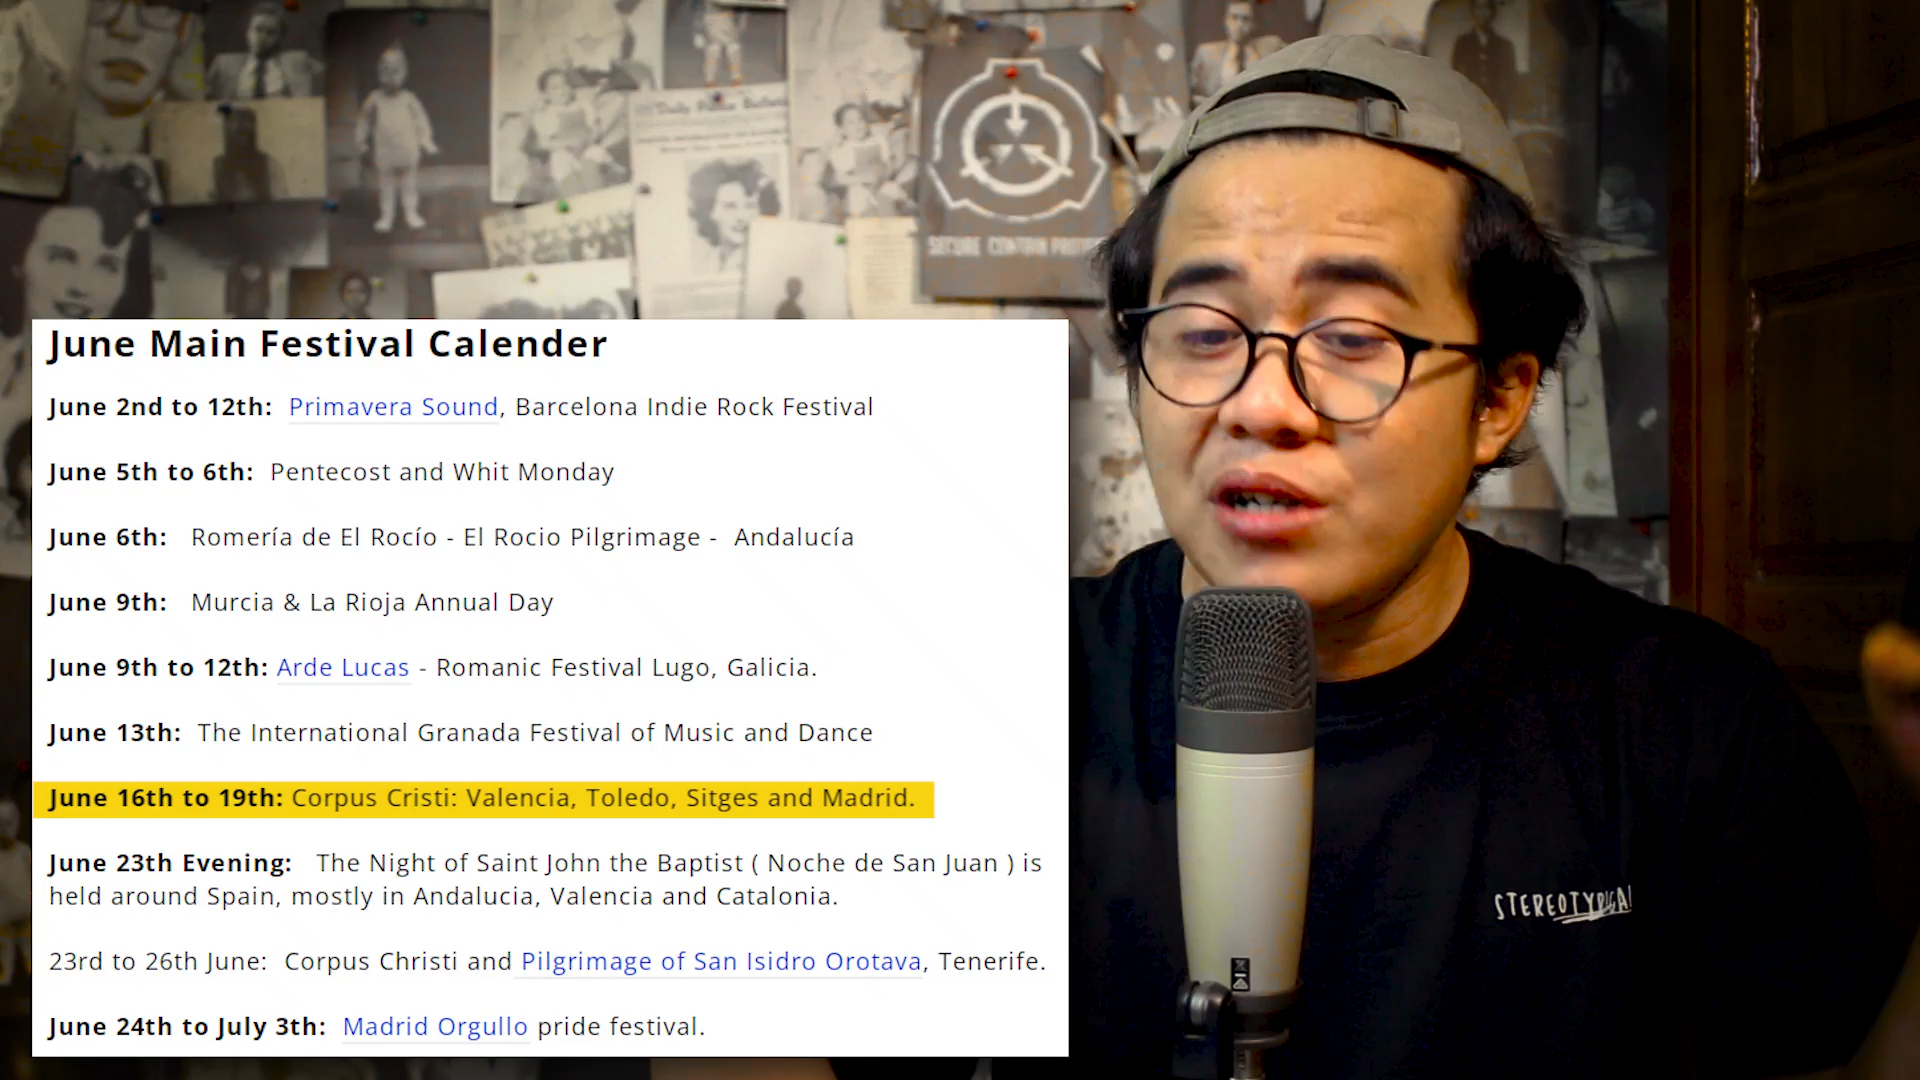 SECURE CONTAIN
June Main Festival Calender
June 2nd to 12th: Primavera Sound, Barcelona Indie Rock Festival
June 5th to 6th: Pentecost and Whit Monday
June 6th: Romería de El Rocío - El Rocio Pilgrimage - Andalucía
June 9th: Murcia & La Rioja Annual Day
June 9th to 12th: Arde Lucas - Romanic Festival Lugo, Galicia.
June 13th: The International Granada Festival of Music and Dance
June 16th to 19th: Corpus Cristi: Valencia, Toledo, Sitges and Madrid.
June 23th Evening: The Night of Saint John the Baptist ( Noche de San Juan ) is
held around Spain, mostly in Andalucia, Valencia and Catalonia.
23rd to 26th June: Corpus Christi and Pilgrimage of San Isidro Orotava, Tenerife.
June 24th to July 3th: Madrid Orgullo pride festival.
STEREOTYPICAL